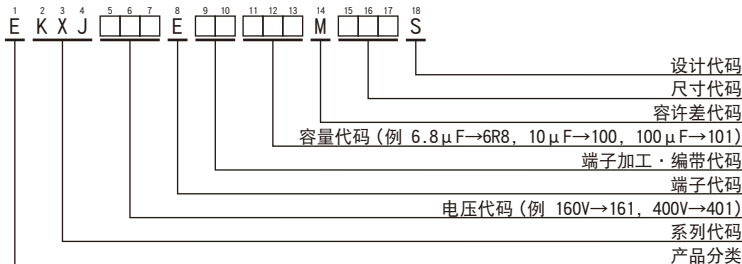 1 2 3 4 5 6 7 8 9 10 11 12 13 14 15 16 17 18
E K X J □□□ E □□ □□□ M □□□ S
设计代码
尺寸代码
容许差代码
容量代码(例 6.8μF→6R8, 10μF→100, 100μF→101)
端子加工・编带代码
端子代码
电压代码(例 160V→161, 400V→401)
系列代码
产品分类